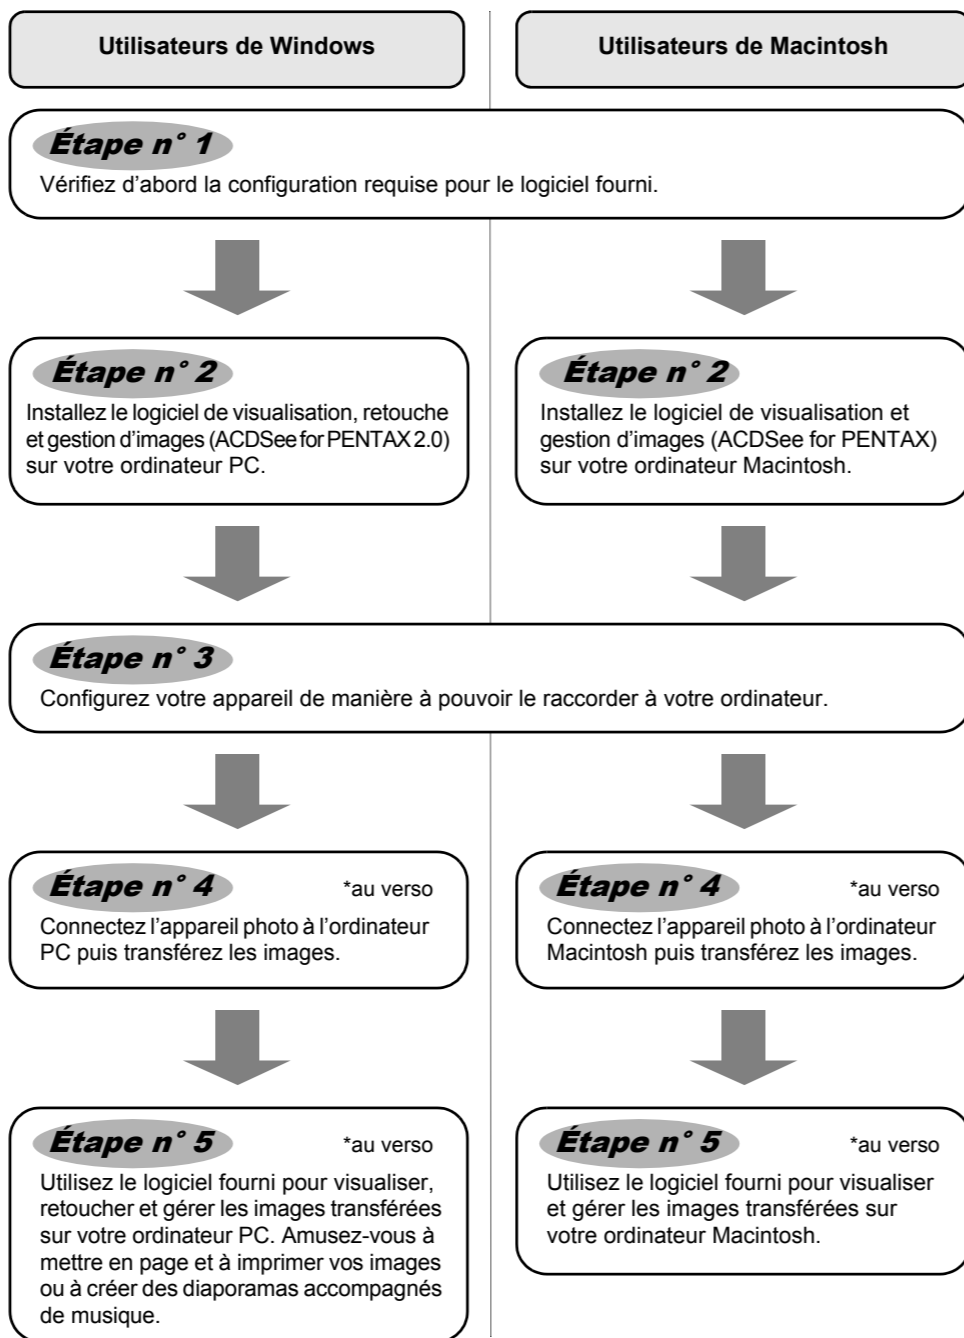 Utilisateurs de Windows
Utilisateurs de Macintosh
Étape n° 1
Vérifiez d’abord la configuration requise pour le logiciel fourni.
Étape n° 2
Installez le logiciel de visualisation, retouche
et gestion d’images (ACDSee for PENTAX 2.0)
sur votre ordinateur PC.
Étape n° 2
Installez le logiciel de visualisation et
gestion d’images (ACDSee for PENTAX)
sur votre ordinateur Macintosh.
Étape n° 3
Configurez votre appareil de manière à pouvoir le raccorder à votre ordinateur.
Étape n° 4
*au verso
Connectez l’appareil photo à l’ordinateur
PC puis transférez les images.
Étape n° 4
*au verso
Connectez l’appareil photo à l’ordinateur
Macintosh puis transférez les images.
Étape n° 5
*au verso
Utilisez le logiciel fourni pour visualiser,
retoucher et gérer les images transférées
sur votre ordinateur PC. Amusez-vous à
mettre en page et à imprimer vos images
ou à créer des diaporamas accompagnés
de musique.
Étape n° 5
*au verso
Utilisez le logiciel fourni pour visualiser
et gérer les images transférées sur
votre ordinateur Macintosh.